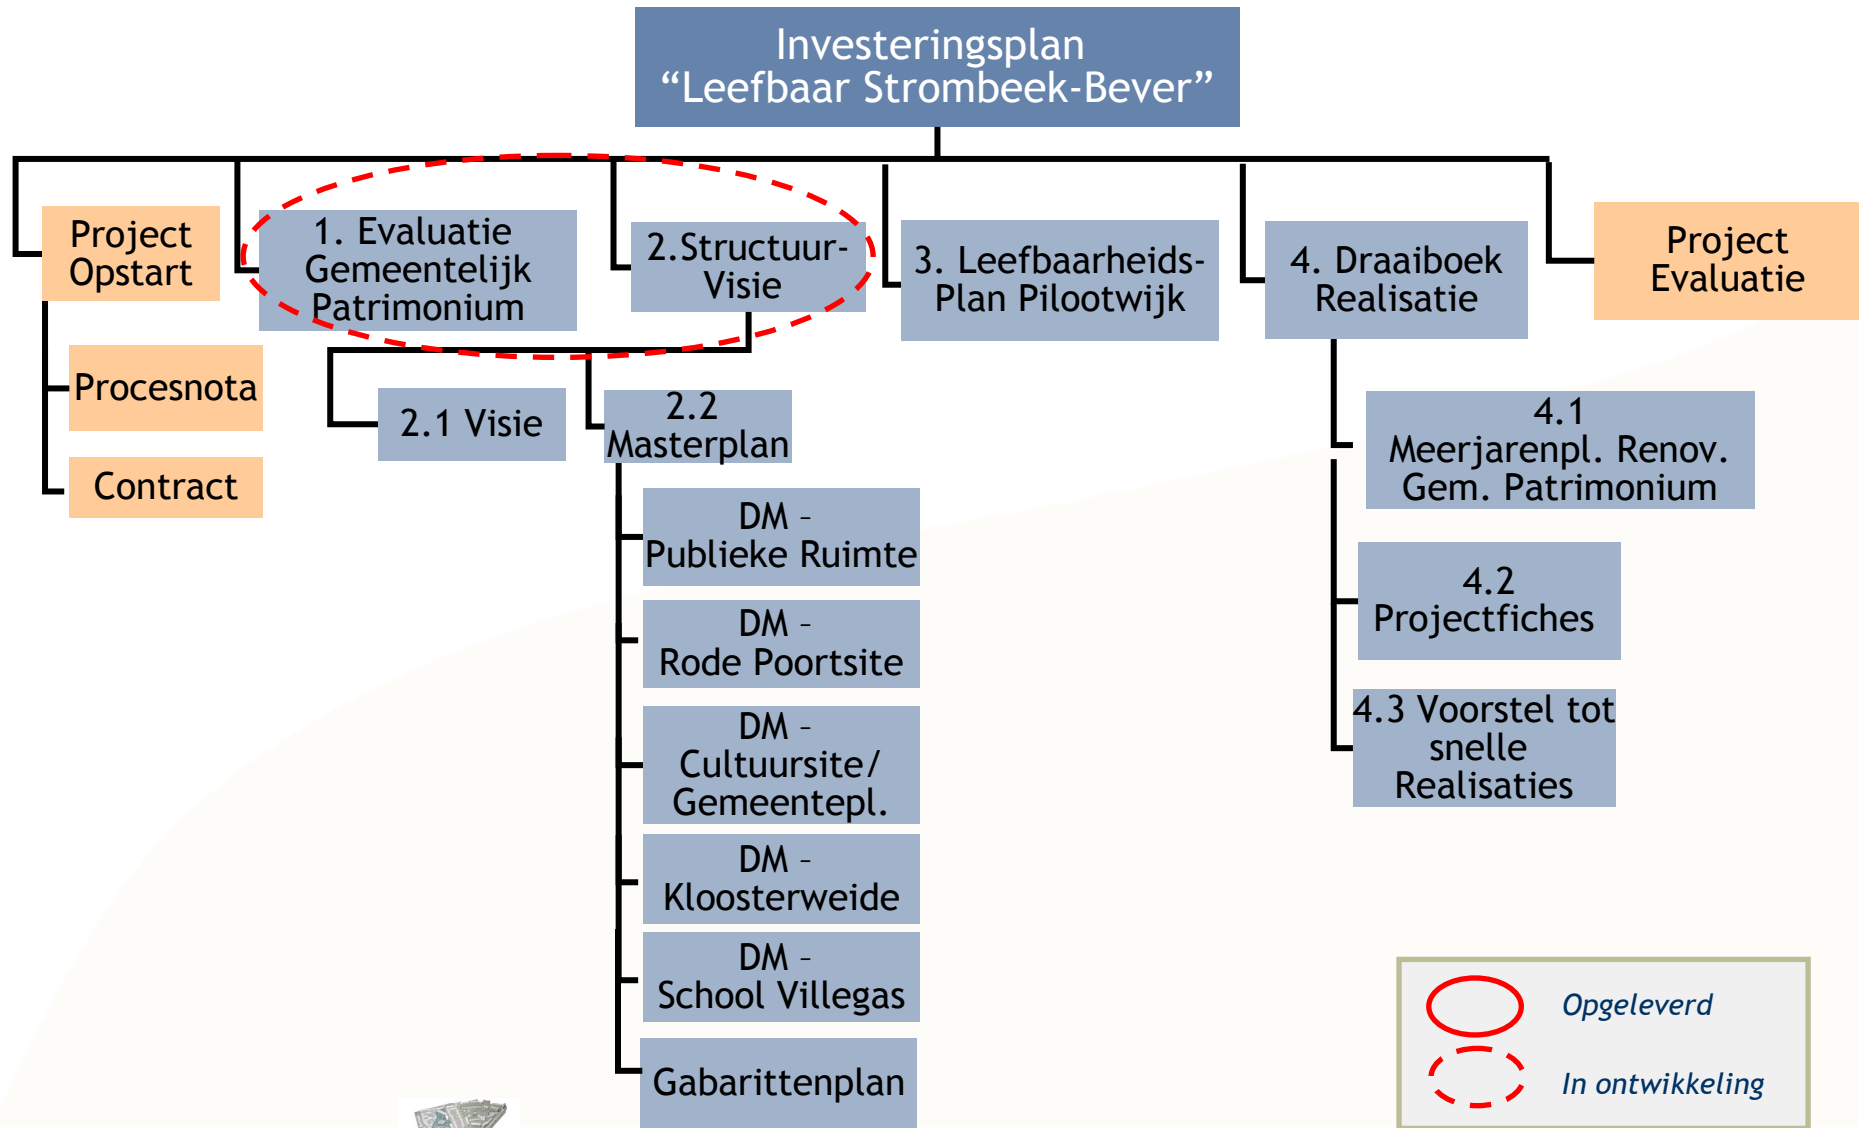 Investeringsplan
“Leefbaar Strombeek-Bever”
Project
Opstart
1. Evaluatie
Gemeentelijk
Patrimonium
2.Structuur-
Visie
3. Leefbaarheids-
Plan Pilootwijk
4. Draaiboek
Realisatie
Project
Evaluatie
Procesnota
Contract
2.1 Visie
2.2
Masterplan
DM –
Publieke Ruimte
DM –
Rode Poortsite
DM –
Cultuursite/
Gemeentepl.
DM –
Kloosterweide
DM –
School Villegas
Gabarittenplan
4.1
Meerjarenpl. Renov.
Gem. Patrimonium
4.2
Projectfiches
4.3 Voorstel tot
snelle
Realisaties
Opgeleverd
In ontwikkeling